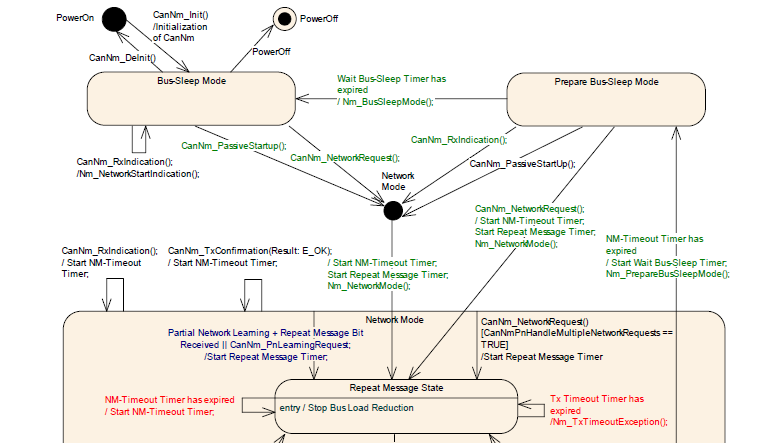 PowerOn
CanNm_Init()
/Initialization
of CanNm
PowerOff
CanNm_DeInit()
PowerOff
Bus-Sleep Mode
Wait Bus-Sleep Timer has
expired
/ Nm_BusSleepMode();
Prepare Bus-Sleep Mode
CanNm_PassiveStartup();
CanNm_NetworkRequest();
CanNm_RxIndication();
CanNm_RxIndication();
/Nm_NetworkStartIndication();
CanNm_PassiveStartUp();
Network
Mode
CanNm_NetworkRequest();
/ Start NM-Timeout Timer;
Start Repeat Message Timer;
Nm_NetworkMode();
NM-Timeout Timer has
expired
/ Start Wait Bus-Sleep Timer;
Nm_PrepareBusSleepMode();
CanNm_RxIndication();
/ Start NM-Timeout
Timer;
CanNm_TxConfirmation(Result: E_OK);
/ Start NM-Timeout Timer;
/ Start NM-Timeout Timer;
Start Repeat Message Timer;
Nm_NetworkMode();
Network Mode
Partial Network Learning + Repeat Message Bit
Received || CanNm_PnLearningRequest;
/Start Repeat Message Timer;
CanNm_NetworkRequest()
[CanNmPnHandleMultipleNetworkRequests ==
TRUE]
/Start Repeat Message Timer
Repeat Message State
entry / Stop Bus Load Reduction
NM-Timeout Timer has expired
/ Start NM-Timeout Timer;
Tx Timeout Timer has
expired
/Nm_TxTimeoutException();